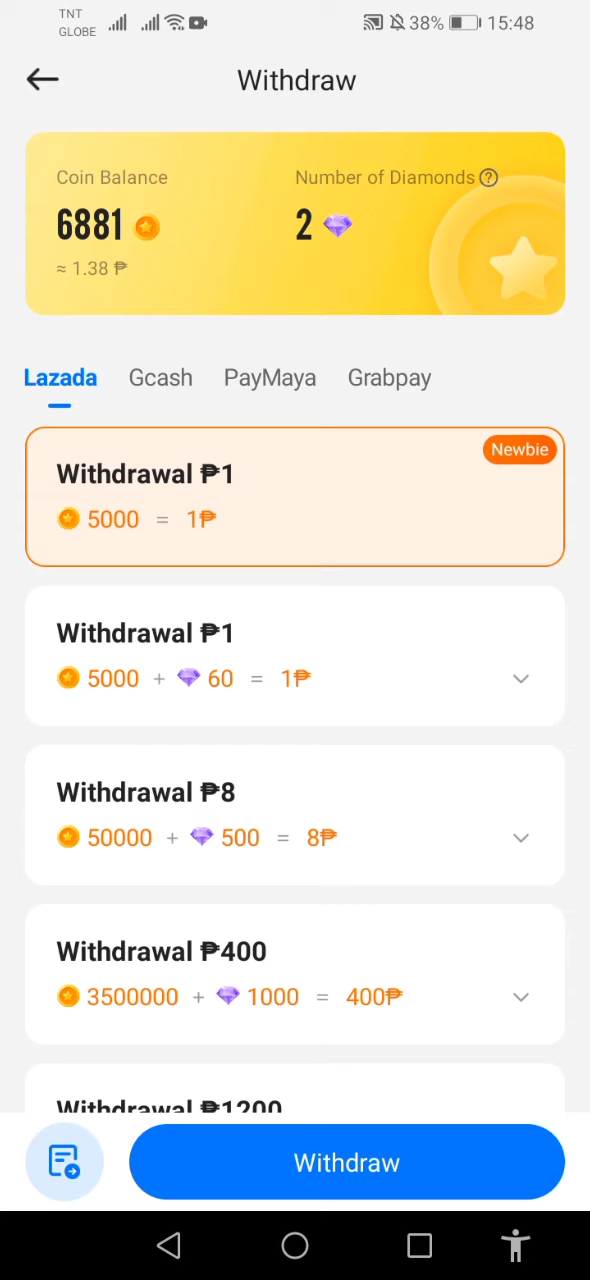 TNT
GLOBE
38% 15:48
Withdraw
Coin Balance
Number of Diamonds ?
6881
2
≈ 1.38 ₱
Lazada Gcash PayMaya Grabpay
Newbie
Withdrawal ₱1
5000 = 1₱
Withdrawal ₱1
5000 + 60 = 1₱
Withdrawal ₱8
50000 + 500 = 8₱
Withdrawal ₱400
3500000 + 1000 = 400₱
Withdrawal ₱1200
Withdraw